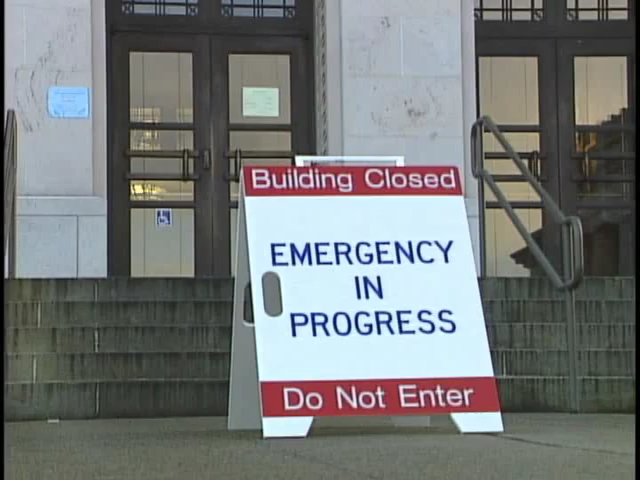 Building Closed
EMERGENCY
IN
PROGRESS
Do Not Enter